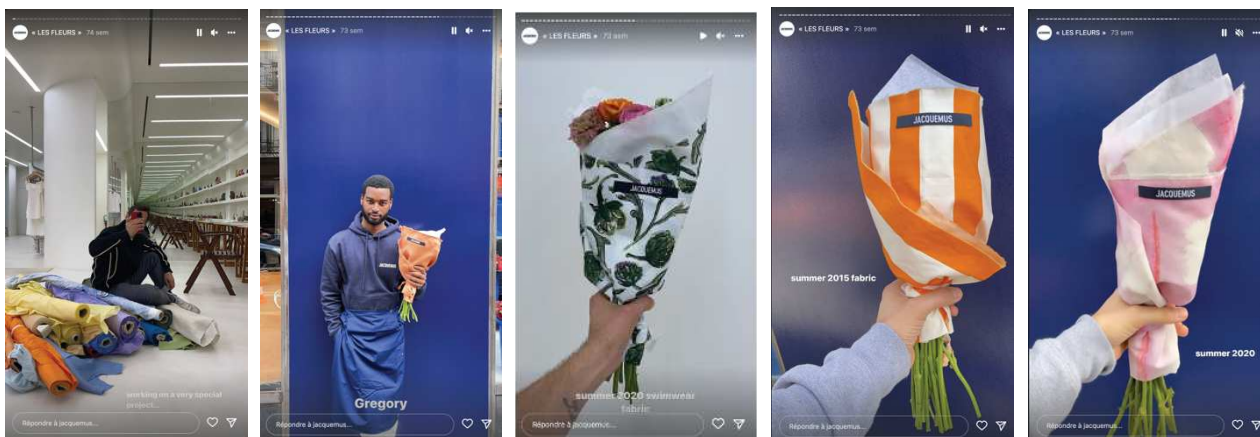 « LES FLEURS » 74 sem
working on a very special
project...
Répondre à jacquemus...
« LES FLEURS » 73 sem
JACQUEMUS
Gregory
Répondre à jacquemus...
« LES FLEURS » 73 sem
JACQUEMUS
summer 2020 swimwear
fabric
Répondre à jacquemus...
« LES FLEURS » 73 sem
JACQUEMUS
summer 2015 fabric
Répondre à jacquemus...
« LES FLEURS » 73 sem
JACQUEMUS
summer 2020
Répondre à jacquemus...